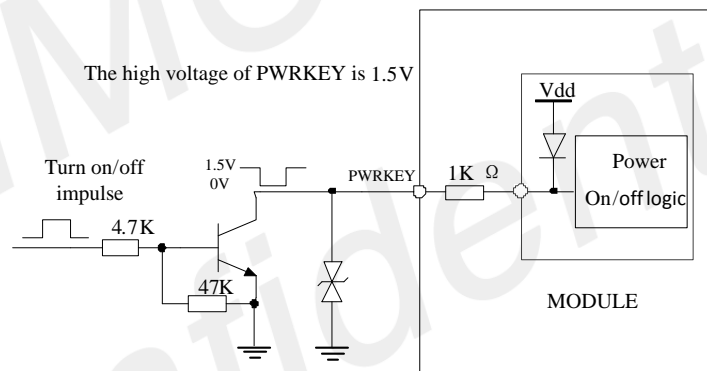 The high voltage of PWRKEY is 1.5V
Vdd
Turn on/off
impulse
1.5V
0V
PWRKEY
1K Ω
Power
On/off logic
4.7K
47K
MODULE